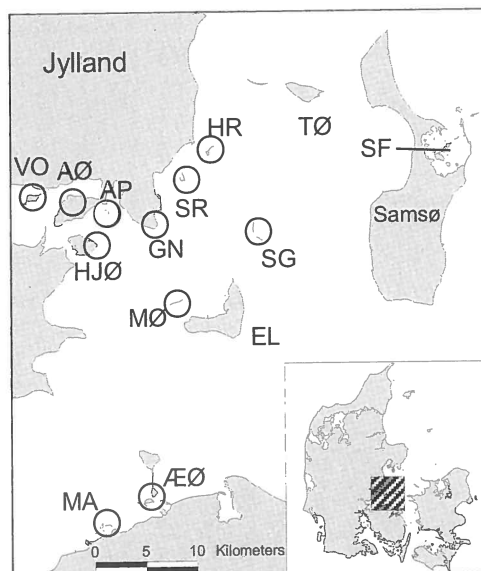 Jylland
HR
TØ
SF
VO
AØ
AP
SR
Samsø
GN
SG
HJØ
MØ
EL
ÆØ
MA
0 5 10 Kilometers